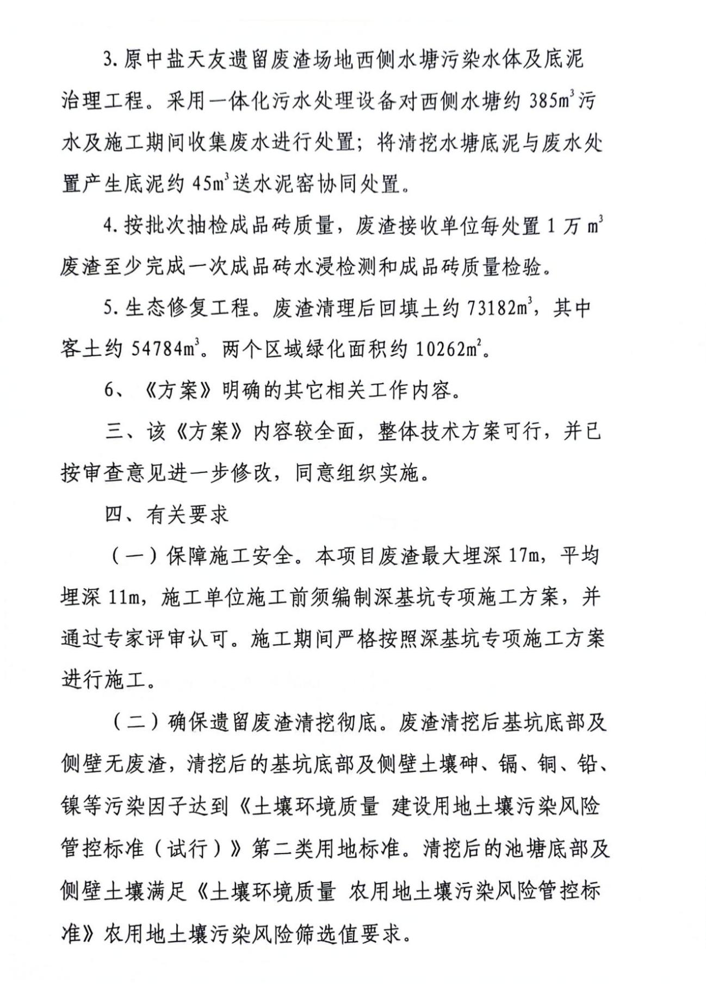 3.原中盐天友遗留废渣场地西侧水塘污染水体及底泥
治理工程。采用一体化污水处理设备对西侧水塘约 385m³污
水及施工期间收集废水进行处置；将清挖水塘底泥与废水处
置产生底泥约 45m³送水泥窑协同处置。
4.按批次抽检成品砖质量，废渣接收单位每处置 1 万 m³
废渣至少完成一次成品砖水浸检测和成品砖质量检验。
5.生态修复工程。废渣清理后回填土约 73182m³，其中
客土约 54784m³。两个区域绿化面积约 10262m²。
6、《方案》明确的其它相关工作内容。
三、该《方案》内容较全面，整体技术方案可行，并已
按审查意见进一步修改，同意组织实施。
四、有关要求
（一）保障施工安全。本项目废渣最大埋深 17m，平均
埋深 11m，施工单位施工前须编制深基坑专项施工方案，并
通过专家评审认可。施工期间严格按照深基坑专项施工方案
进行施工。
（二）确保遗留废渣清挖彻底。废渣清挖后基坑底部及
侧壁无废渣，清挖后的基坑底部及侧壁土壤砷、镉、铜、铅、
镍等污染因子达到《土壤环境质量 建设用地土壤污染风险
管控标准（试行）》第二类用地标准。清挖后的池塘底部及
侧壁土壤满足《土壤环境质量 农用地土壤污染风险管控标
准》农用地土壤污染风险筛选值要求。